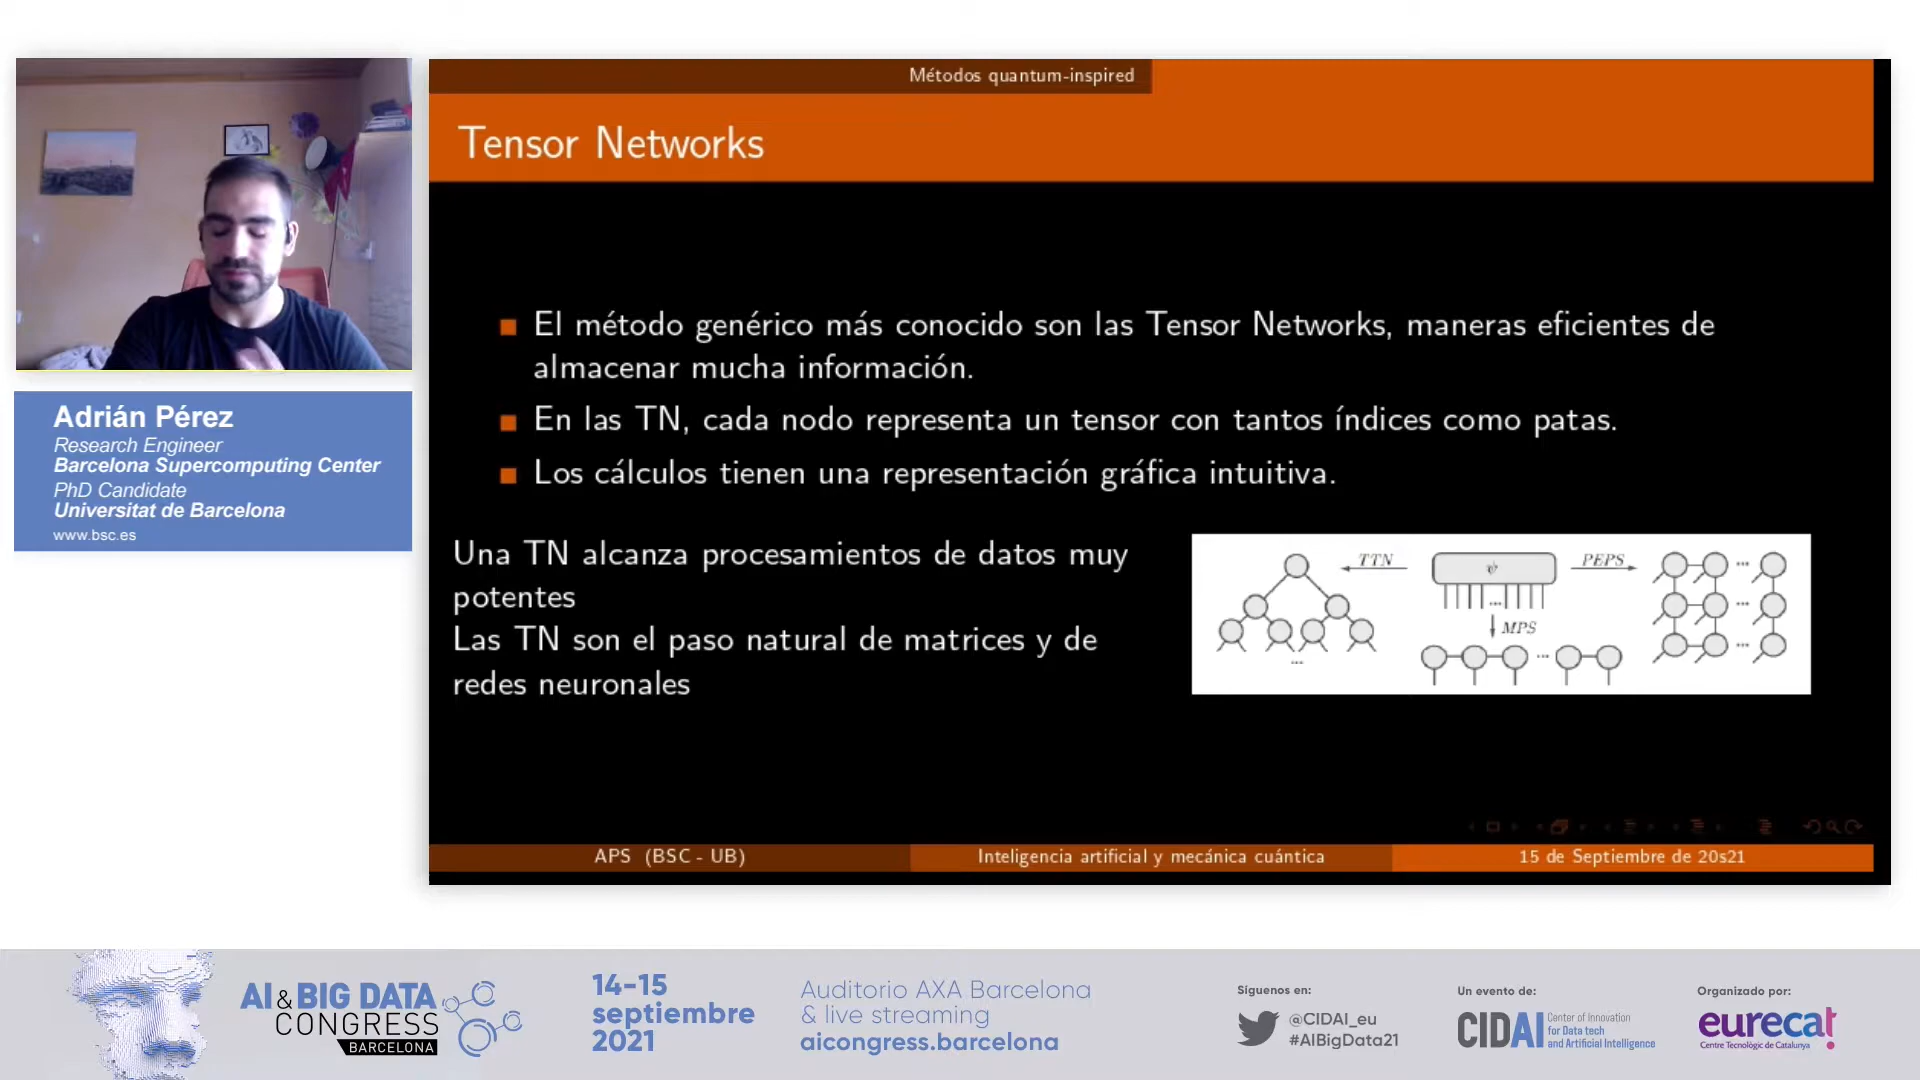 Métodos quantum-inspired
Tensor Networks
El método genérico más conocido son las Tensor Networks, maneras eficientes de
almacenar mucha información.
En las TN, cada nodo representa un tensor con tantos índices como patas.
Los cálculos tienen una representación gráfica intuitiva.
Una TN alcanza procesamientos de datos muy
potentes
Las TN son el paso natural de matrices y de
redes neuronales
TTN
ψ
PEPS
...
MPS
APS (BSC - UB)
Inteligencia artificial y mecánica cuántica
15 de Septiembre de 20s21
Adrián Pérez
Research Engineer
Barcelona Supercomputing Center
PhD Candidate
Universitat de Barcelona
www.bsc.es
AI & BIG DATA
CONGRESS
BARCELONA
14-15
septiembre
2021
Auditorio AXA Barcelona
& live streaming
aicongress.barcelona
Síguenos en:
@CIDAI_eu
#AIBigData21
Un evento de:
CIDAI
Center of Innovation
for Data tech
and Artificial Intelligence
Organizado por:
eurecat
Centre Tecnològic de Catalunya